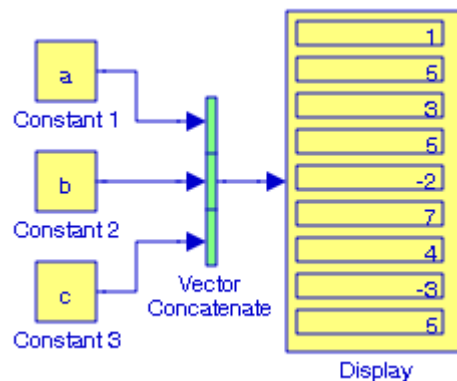 a
Constant 1
b
Constant 2
c
Constant 3
Vector
Concatenate
1
5
3
5
-2
7
4
-3
5
Display